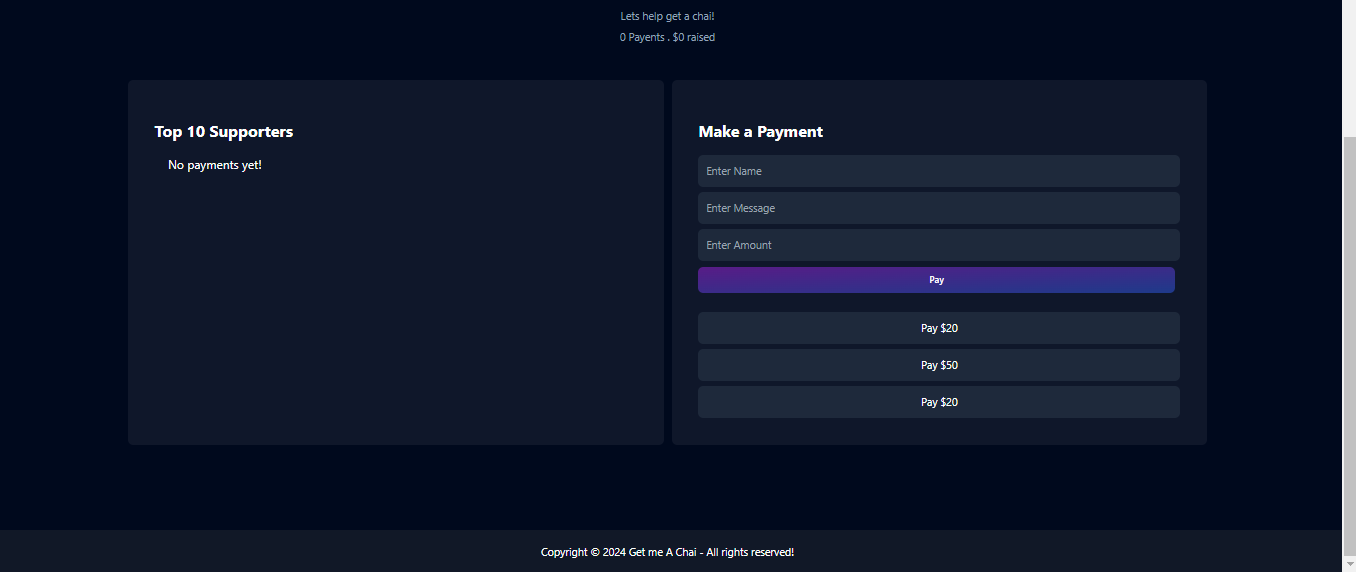 Lets help get a chai!
0 Payents . $0 raised
Top 10 Supporters
No payments yet!
Make a Payment
Enter Name
Enter Message
Enter Amount
Pay
Pay $20
Pay $50
Pay $20
Copyright © 2024 Get me A Chai - All rights reserved!